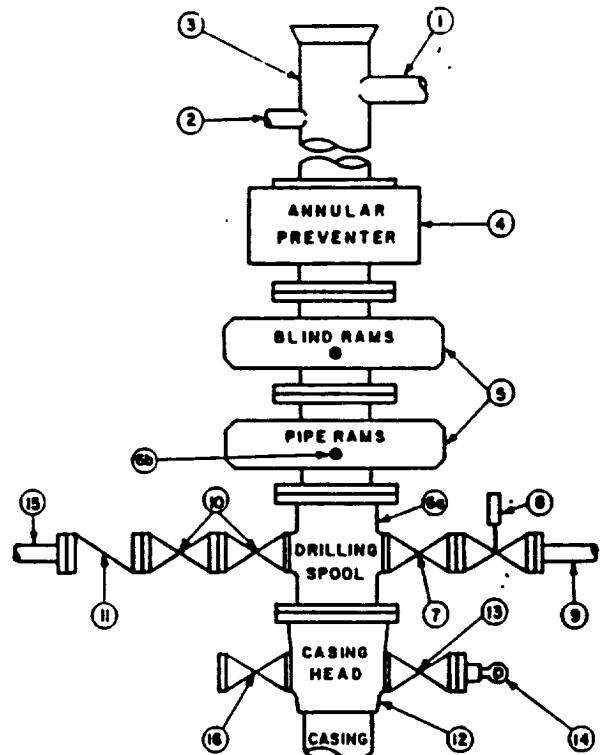 1
3
2
ANNULAR
PREVENTER
4
BLIND RAMS
5
PIPE RAMS
6b
6a
8
15
10
DRILLING
SPOOL
11
7
9
13
CASING
HEAD
16
12
14
CASING